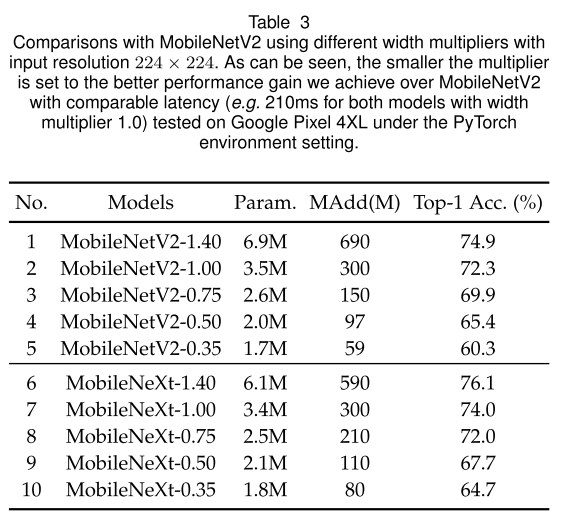 Table 3
Comparisons with MobileNetV2 using different width multipliers with
input resolution 224 × 224. As can be seen, the smaller the multiplier
is set to the better performance gain we achieve over MobileNetV2
with comparable latency (e.g. 210ms for both models with width
multiplier 1.0) tested on Google Pixel 4XL under the PyTorch
environment setting.
No. Models Param. MAdd(M) Top-1 Acc. (%)
1 MobileNetV2-1.40 6.9M 690 74.9
2 MobileNetV2-1.00 3.5M 300 72.3
3 MobileNetV2-0.75 2.6M 150 69.9
4 MobileNetV2-0.50 2.0M 97 65.4
5 MobileNetV2-0.35 1.7M 59 60.3
6 MobileNeXt-1.40 6.1M 590 76.1
7 MobileNeXt-1.00 3.4M 300 74.0
8 MobileNeXt-0.75 2.5M 210 72.0
9 MobileNeXt-0.50 2.1M 110 67.7
10 MobileNeXt-0.35 1.8M 80 64.7